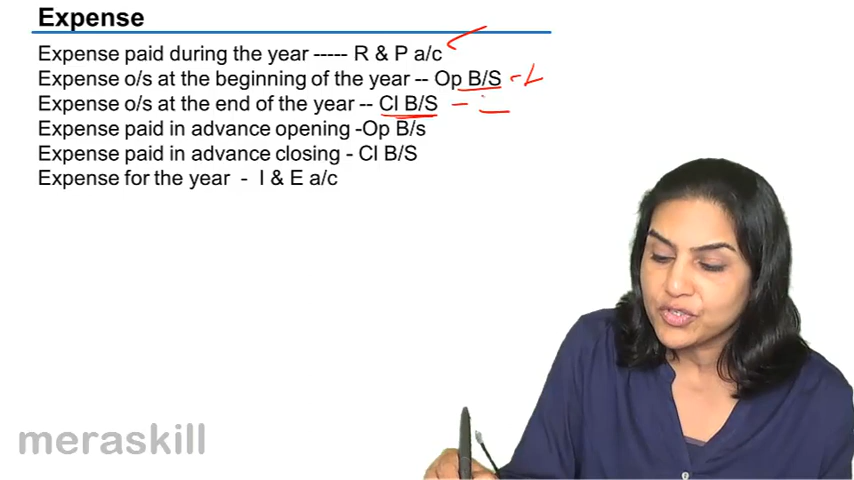 Expense
Expense paid during the year ----- R & P a/c
Expense o/s at the beginning of the year -- Op B/S - L
Expense o/s at the end of the year -- Cl B/S -
Expense paid in advance opening -Op B/s
Expense paid in advance closing - Cl B/S
Expense for the year - I & E a/c
meraskill